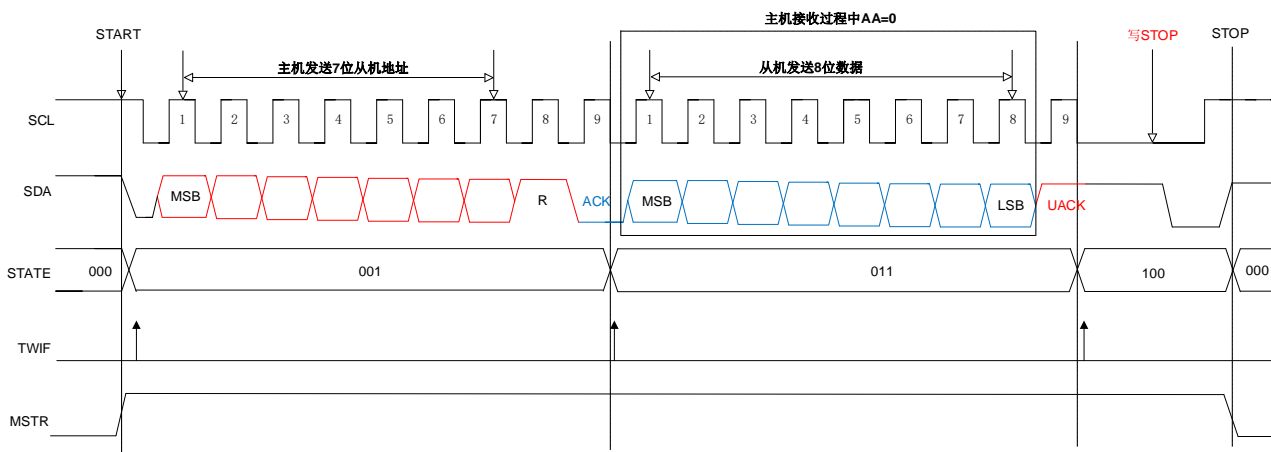 主机接收过程中AA=0
START
写STOP
STOP
主机发送7位从机地址
从机发送8位数据
SCL
1 2 3 4 5 6 7 8 9 1 2 3 4 5 6 7 8 9
SDA
MSB R ACK MSB LSB UACK
STATE
000 001 011 100 000
TWIF
MSTR